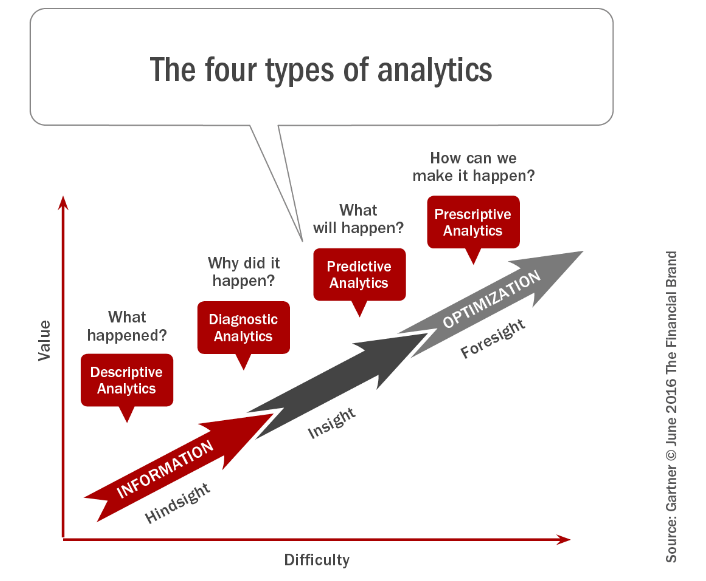 The four types of analytics
How can we
make it happen?
Prescriptive
Analytics
What
will happen?
Predictive
Analytics
Why did it
happen?
Diagnostic
Analytics
What
happened?
Descriptive
Analytics
Value
INFORMATION
Hindsight
Insight
OPTIMIZATION
Foresight
Difficulty
Source: Gartner © June 2016 The Financial Brand